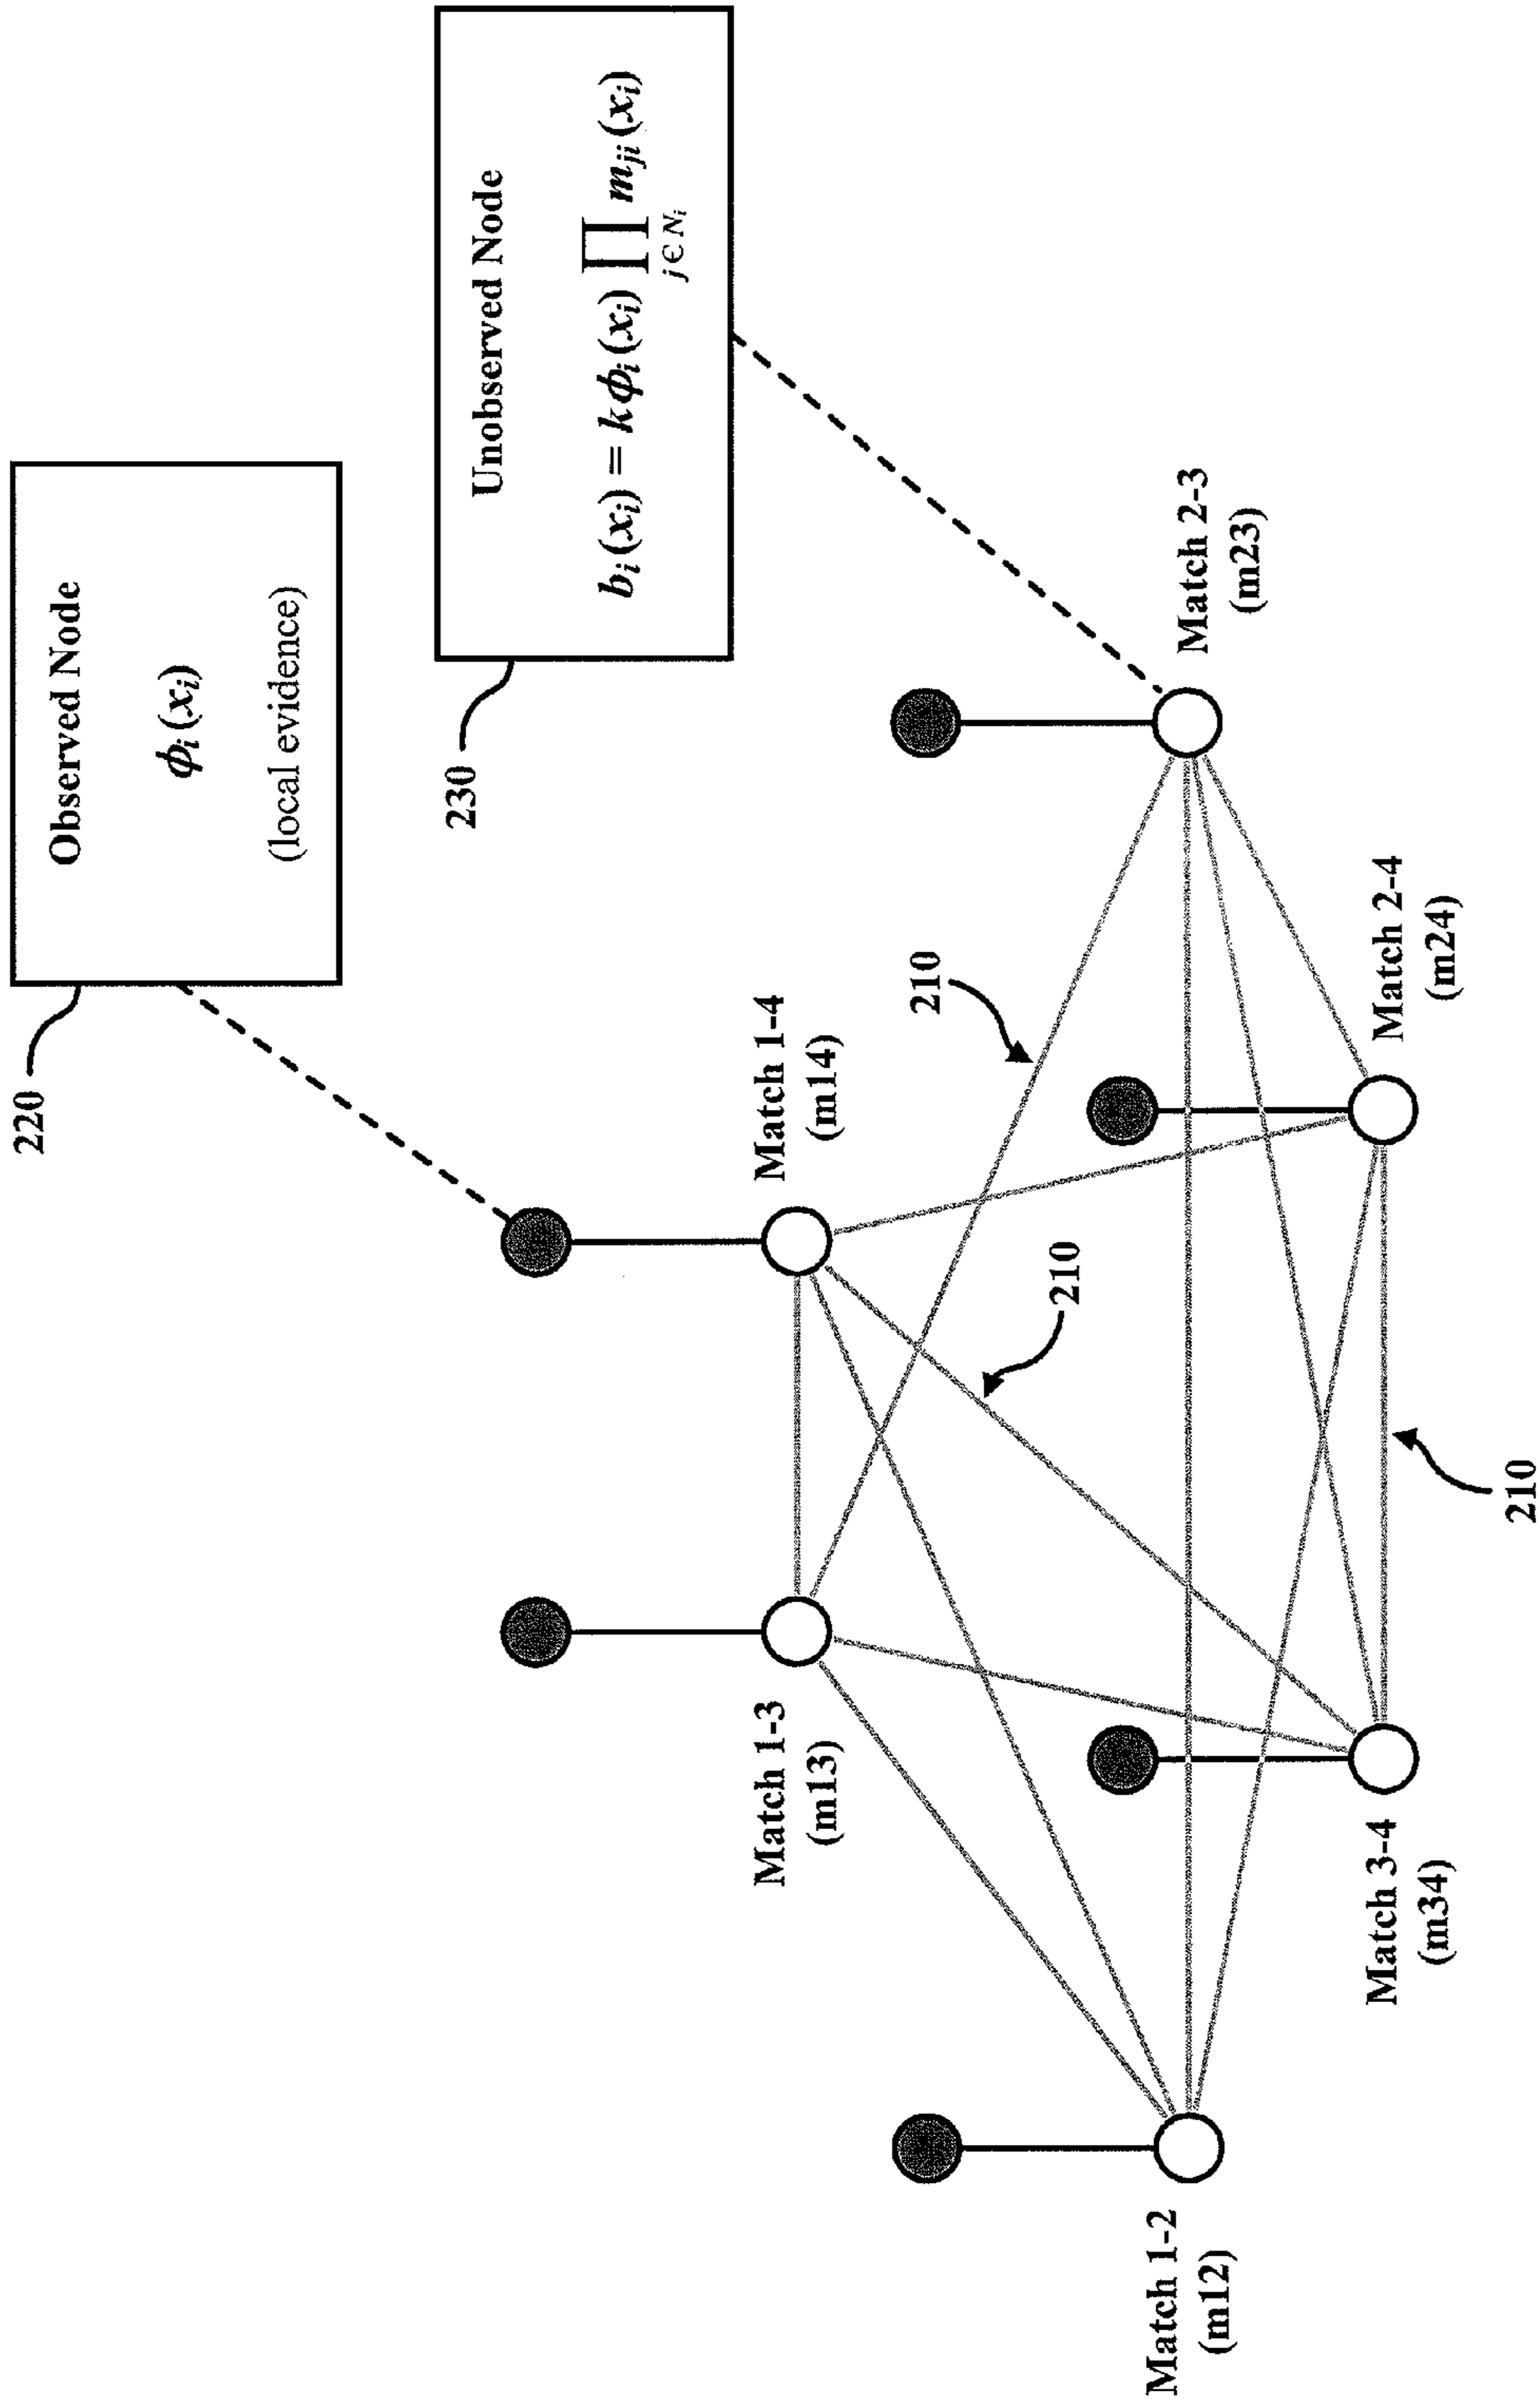 220
Observed Node
ϕᵢ(xᵢ)
(local evidence)
230
Unobserved Node
bᵢ(xᵢ) = kϕᵢ(xᵢ) ∏ mⱼᵢ(xᵢ)
j∈Nᵢ
Match 1-3
(m13)
Match 1-4
(m14)
210
210
Match 1-2
(m12)
Match 2-3
(m23)
Match 3-4
(m34)
Match 2-4
(m24)
210